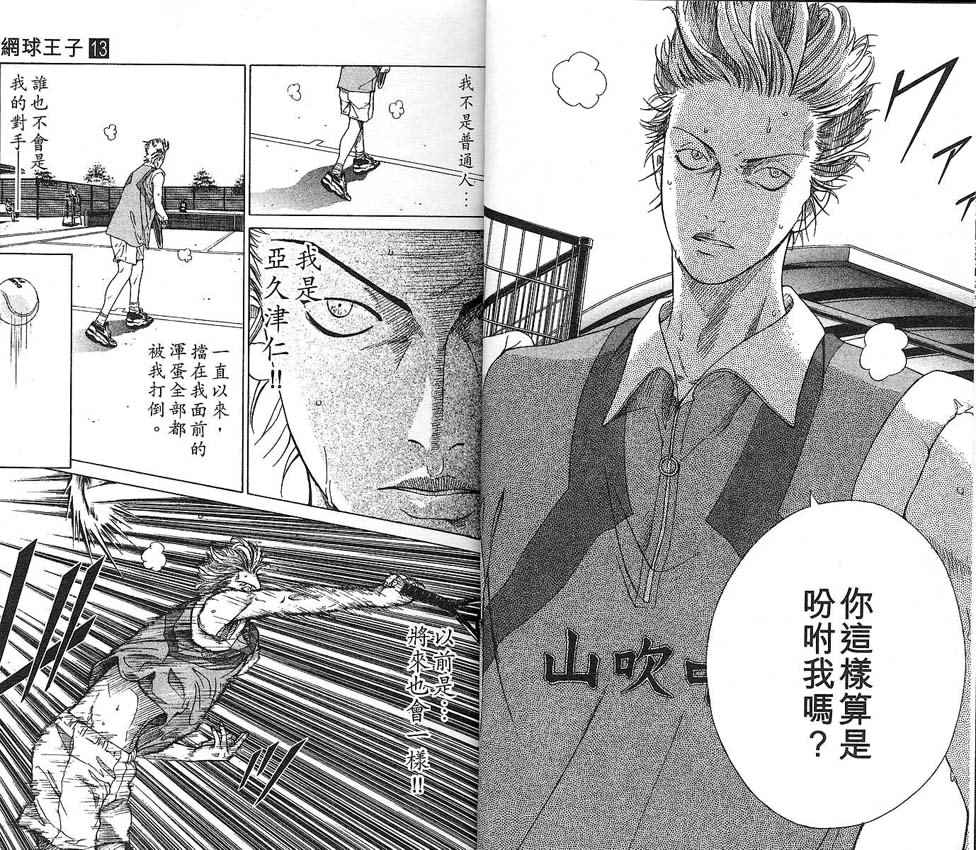 你這樣算是
吩咐我嗎？
山吹中
網球王子 13
我不是普通人…
誰也不會是
我的對手
我是
亞久津仁!!
一直以來，
擋在我面前的
渾蛋全部都
被我打倒。
以前是…
將來也會一樣!!